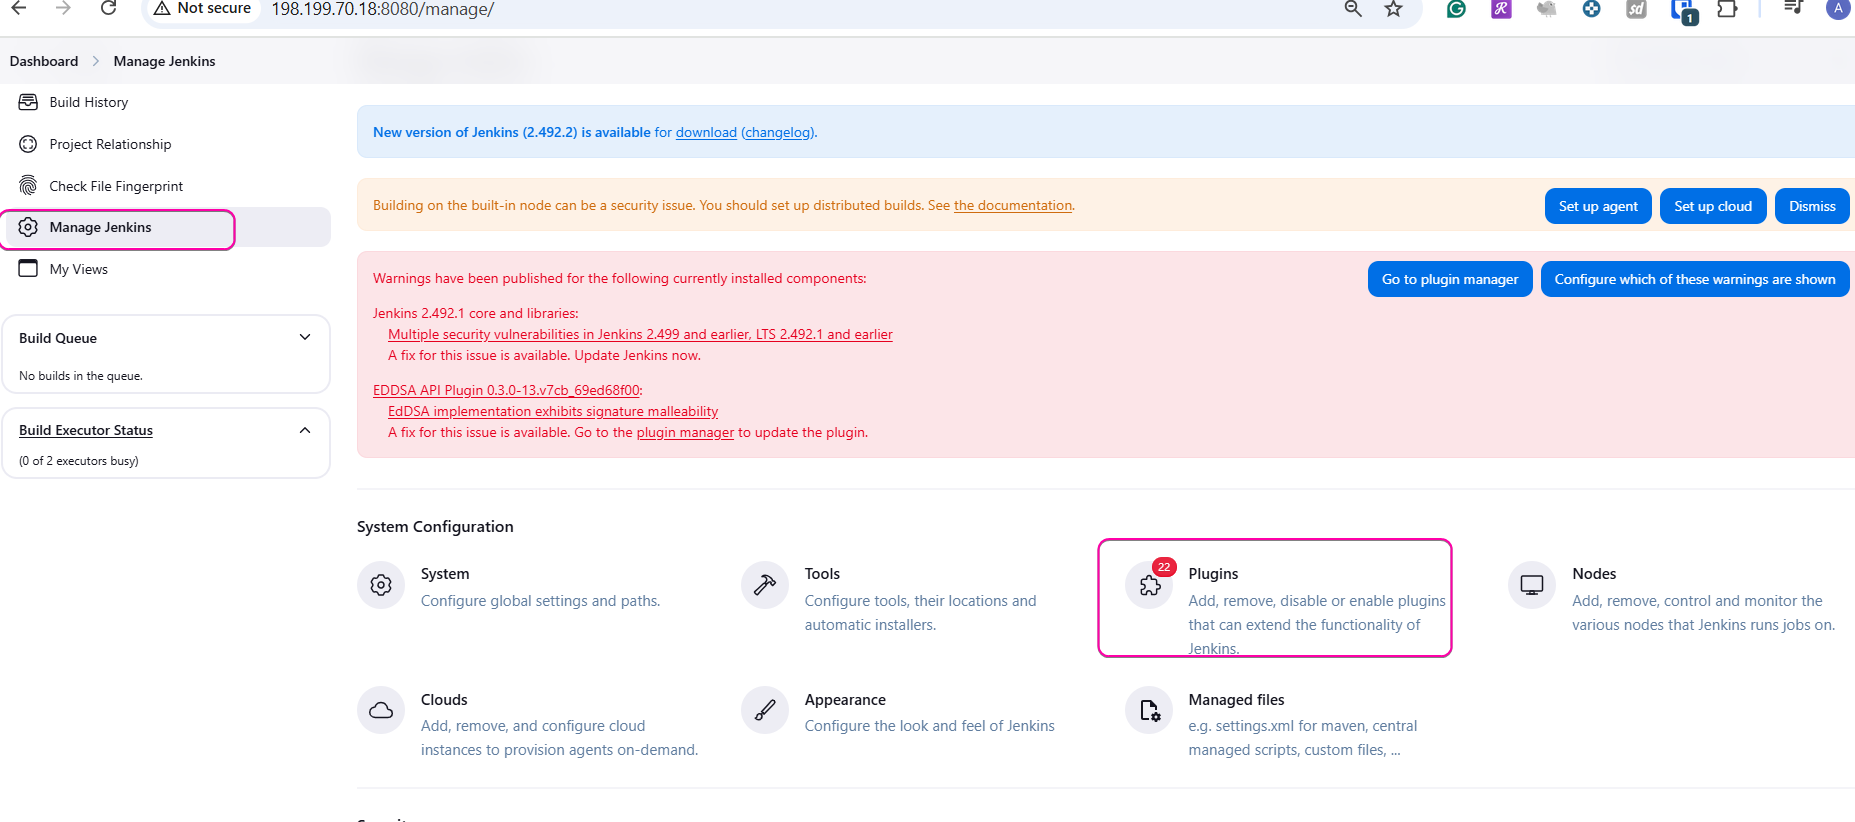 Not secure
198.199.70.18:8080/manage/
1
A
Dashboard
Manage Jenkins
Build History
Project Relationship
Check File Fingerprint
Manage Jenkins
My Views
Build Queue
No builds in the queue.
Build Executor Status
(0 of 2 executors busy)
New version of Jenkins (2.492.2) is available for download (changelog).
Building on the built-in node can be a security issue. You should set up distributed builds. See the documentation.
Set up agent
Set up cloud
Dismiss
Warnings have been published for the following currently installed components:
Go to plugin manager
Configure which of these warnings are shown
Jenkins 2.492.1 core and libraries:
Multiple security vulnerabilities in Jenkins 2.499 and earlier, LTS 2.492.1 and earlier
A fix for this issue is available. Update Jenkins now.
EDDSA API Plugin 0.3.0-13.v7cb_69ed68f00:
EdDSA implementation exhibits signature malleability
A fix for this issue is available. Go to the plugin manager to update the plugin.
System Configuration
System
Configure global settings and paths.
Tools
Configure tools, their locations and
automatic installers.
22
Plugins
Add, remove, disable or enable plugins
that can extend the functionality of
Jenkins.
Nodes
Add, remove, control and monitor the
various nodes that Jenkins runs jobs on.
Clouds
Add, remove, and configure cloud
instances to provision agents on-demand.
Appearance
Configure the look and feel of Jenkins
Managed files
e.g. settings.xml for maven, central
managed scripts, custom files, ...